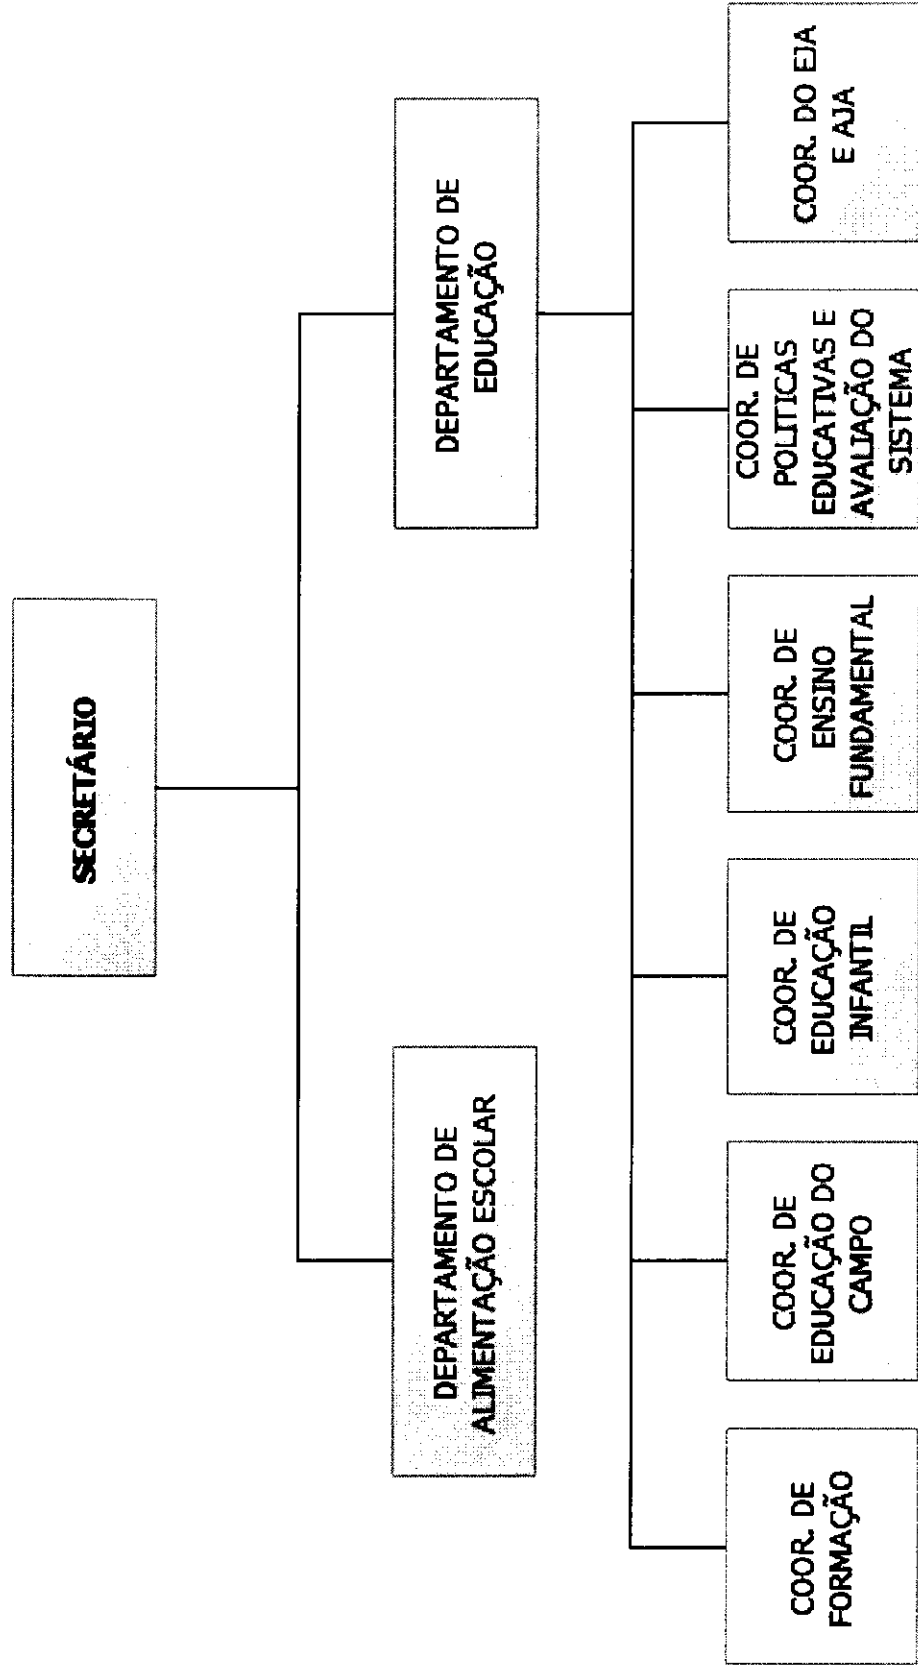 SECRETÁRIO
DEPARTAMENTO DE
ALIMENTAÇÃO ESCOLAR
DEPARTAMENTO DE
EDUCAÇÃO
COOR. DE
FORMAÇÃO
COOR. DE
EDUCAÇÃO DO
CAMPO
COOR. DE
EDUCAÇÃO
INFANTIL
COOR. DE
ENSINO
FUNDAMENTAL
COOR. DE
POLITICAS
EDUCATIVAS E
AVALIAÇÃO DO
SISTEMA
COOR. DO EJA
E AJA